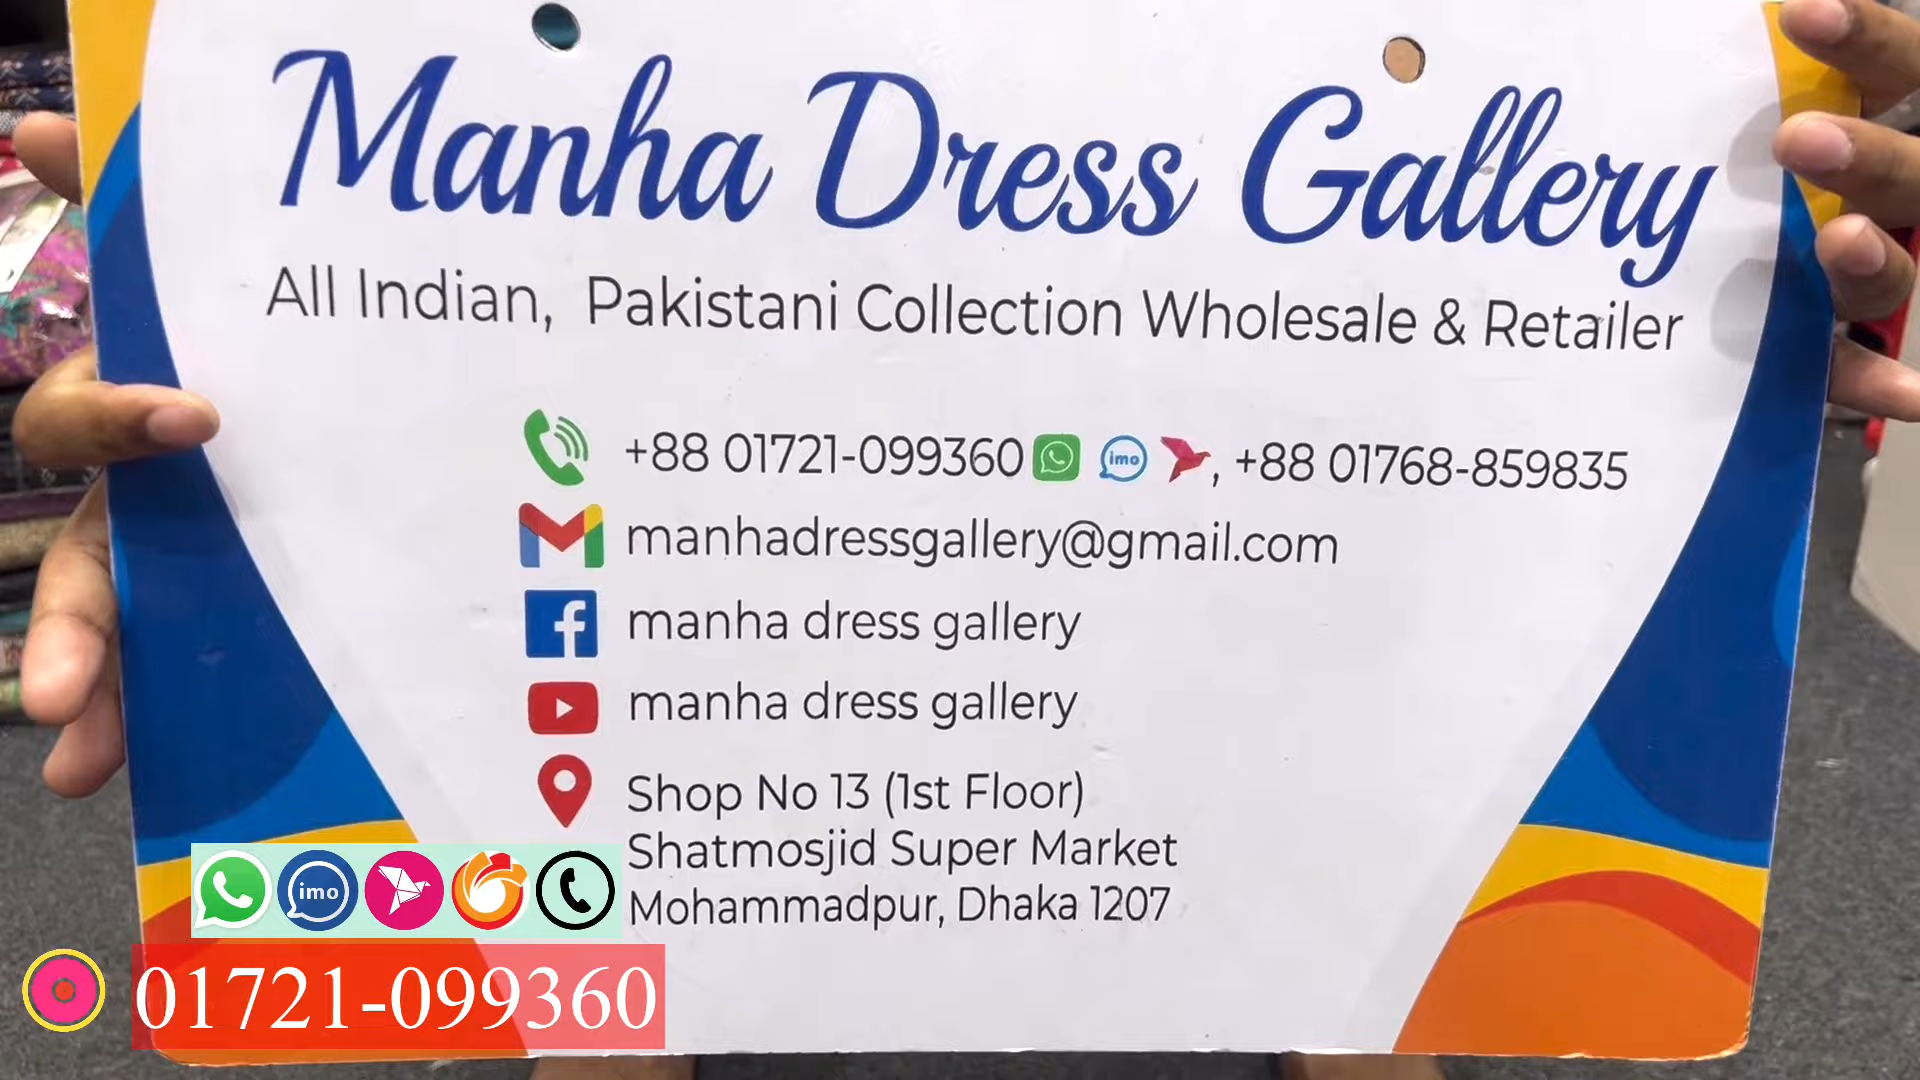 Manha Dress Gallery
All Indian, Pakistani Collection Wholesale & Retailer
+88 01721-099360 imo , +88 01768-859835
manhadressgallery@gmail.com
manha dress gallery
manha dress gallery
Shop No 13 (1st Floor)
Shatmosjid Super Market
Mohammadpur, Dhaka 1207
imo
01721-099360